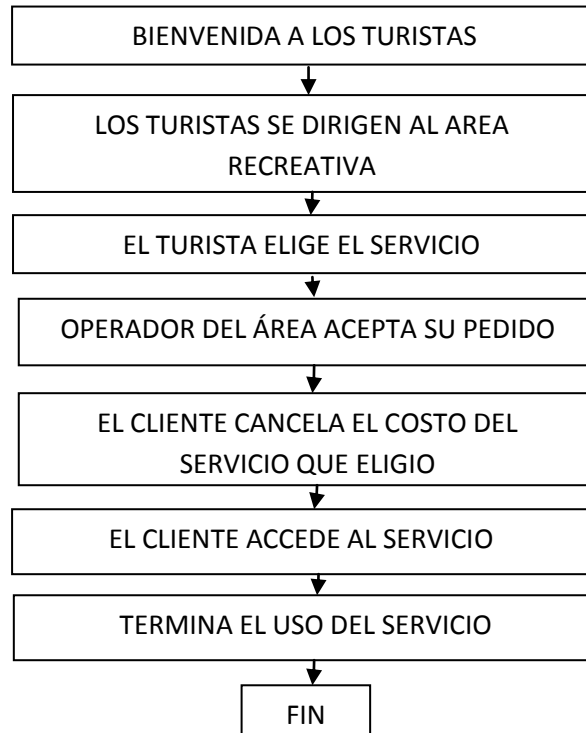 BIENVENIDA A LOS TURISTAS
LOS TURISTAS SE DIRIGEN AL AREA
RECREATIVA
EL TURISTA ELIGE EL SERVICIO
OPERADOR DEL ÁREA ACEPTA SU PEDIDO
EL CLIENTE CANCELA EL COSTO DEL
SERVICIO QUE ELIGIO
EL CLIENTE ACCEDE AL SERVICIO
TERMINA EL USO DEL SERVICIO
FIN